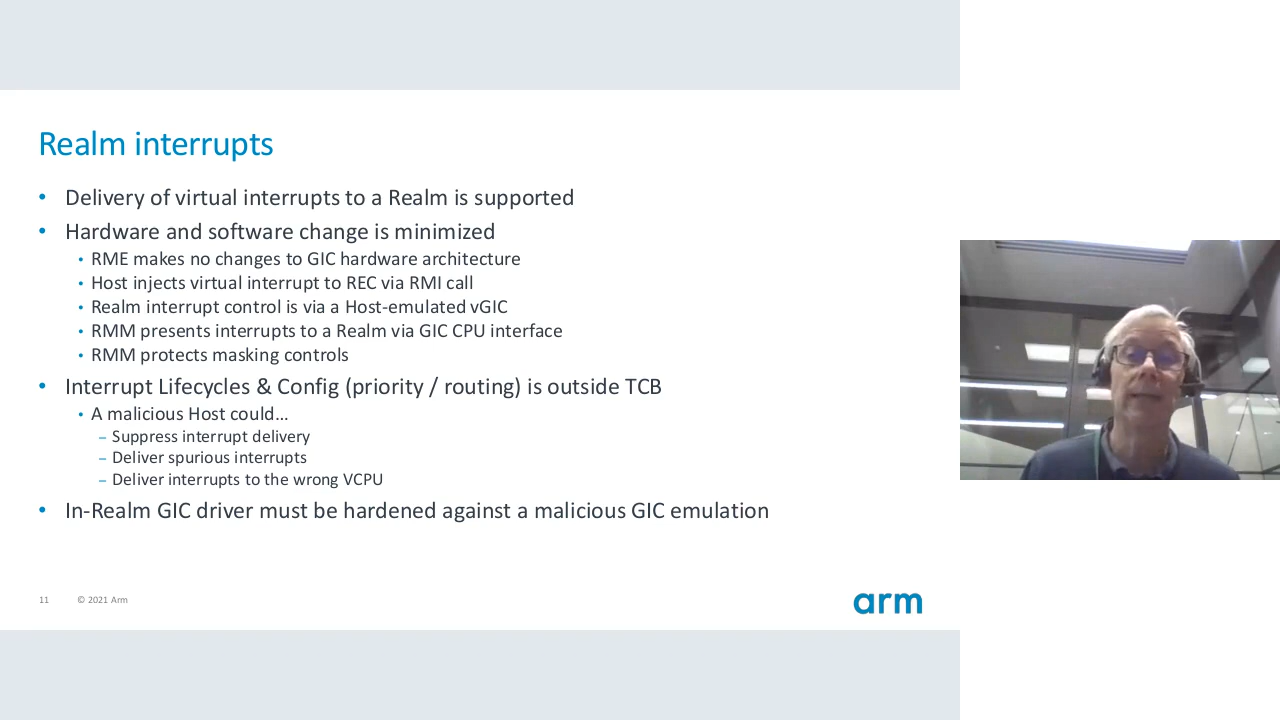 Realm interrupts
• Delivery of virtual interrupts to a Realm is supported
• Hardware and software change is minimized
• RME makes no changes to GIC hardware architecture
• Host injects virtual interrupt to REC via RMI call
• Realm interrupt control is via a Host-emulated vGIC
• RMM presents interrupts to a Realm via GIC CPU interface
• RMM protects masking controls
• Interrupt Lifecycles & Config (priority / routing) is outside TCB
• A malicious Host could…
– Suppress interrupt delivery
– Deliver spurious interrupts
– Deliver interrupts to the wrong VCPU
• In-Realm GIC driver must be hardened against a malicious GIC emulation
11 © 2021 Arm
arm